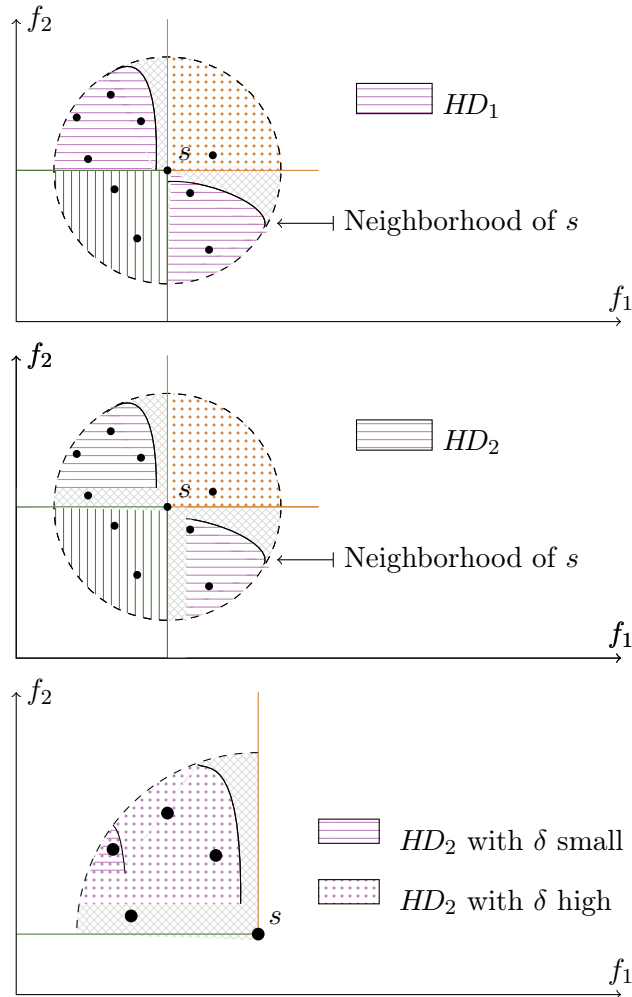 f₂
HD₁
s
Neighborhood of s
f₁
f₂
HD₂
s
Neighborhood of s
f₁
f₂
HD₂ with δ small
HD₂ with δ high
s
f₁